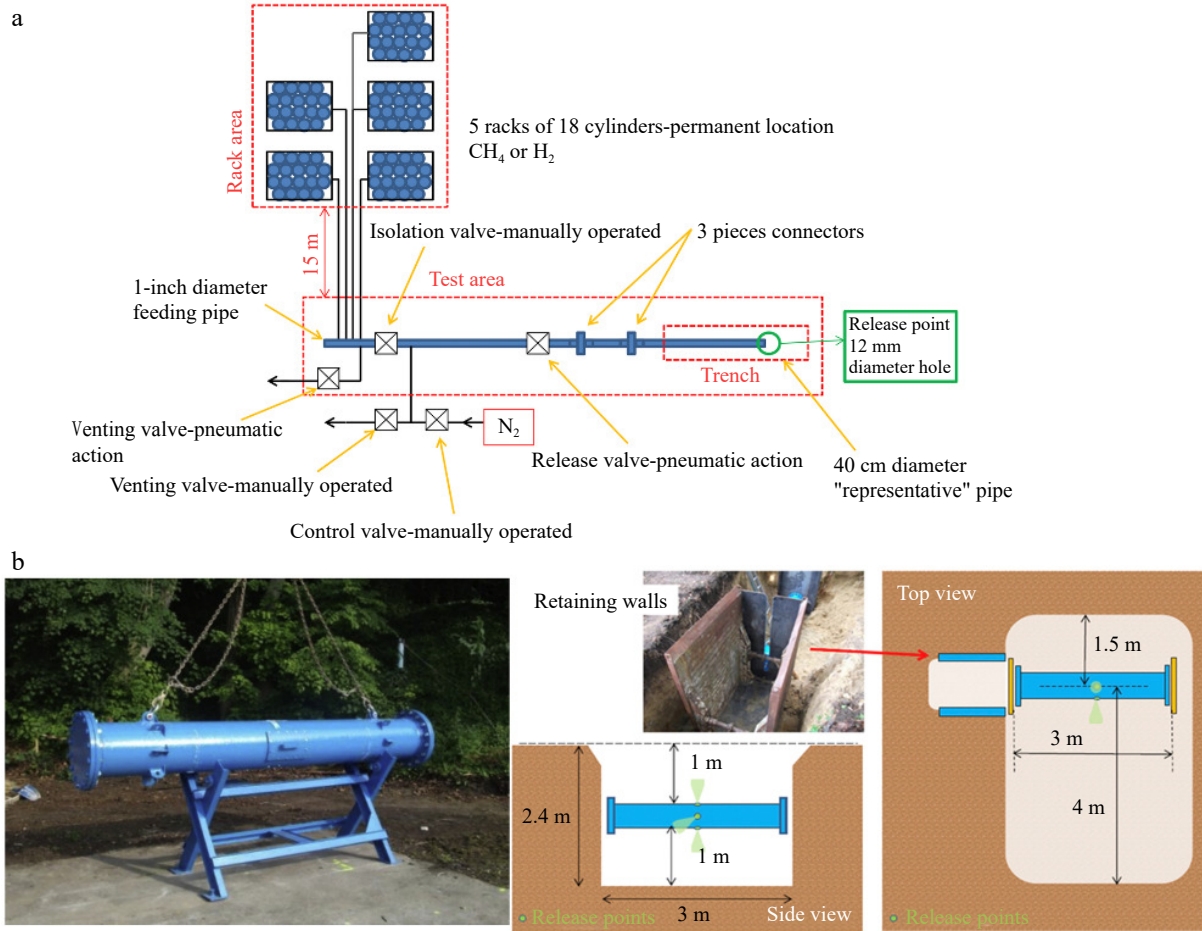 a
Rack area
5 racks of 18 cylinders-permanent location
CH₄ or H₂
15 m
Isolation valve-manually operated
3 pieces connectors
Test area
1-inch diameter
feeding pipe
Release point
12 mm
diameter hole
Trench
Venting valve-pneumatic
action
N₂
Release valve-pneumatic action
40 cm diameter
"representative" pipe
Venting valve-manually operated
Control valve-manually operated
b
Retaining walls
1 m
2.4 m
1 m
Release points
3 m
Side view
Top view
1.5 m
3 m
4 m
Release points